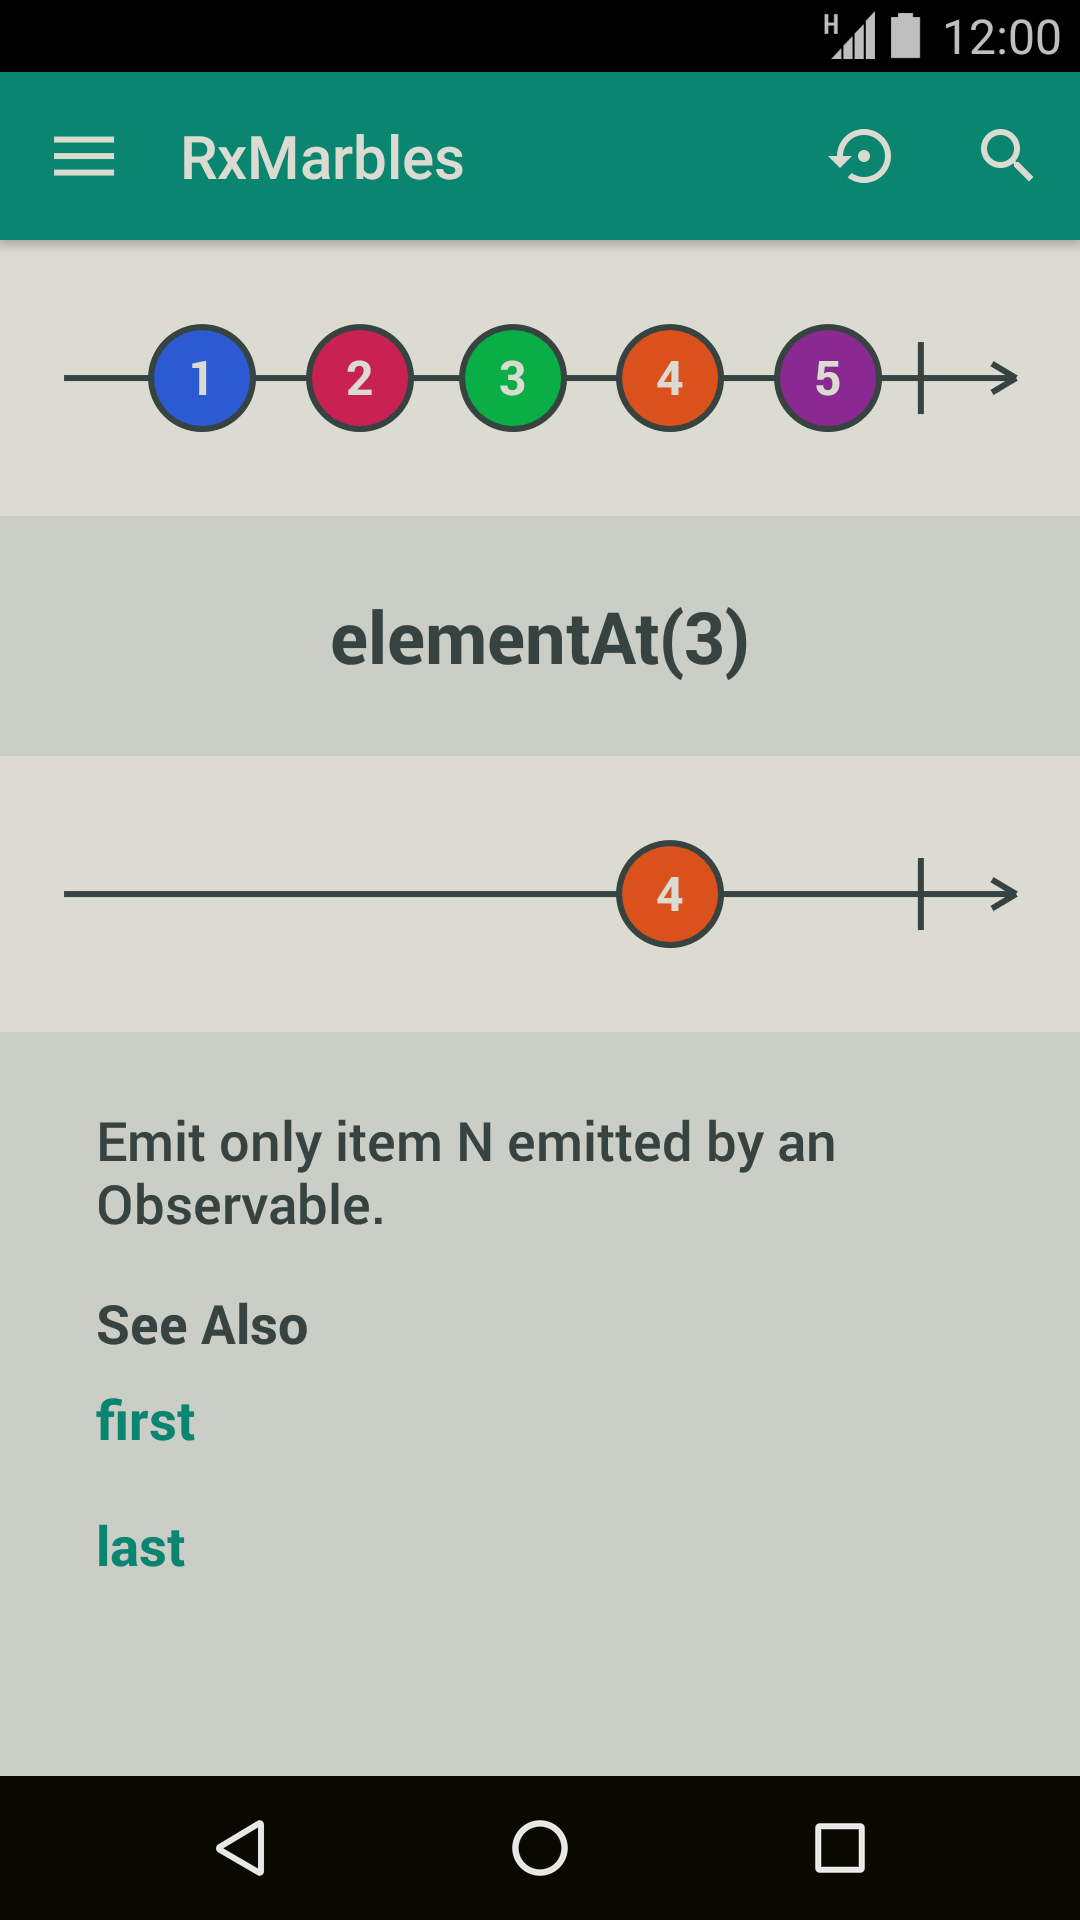 H 12:00
RxMarbles
1 2 3 4 5
elementAt(3)
4
Emit only item N emitted by an
Observable.
See Also
first
last